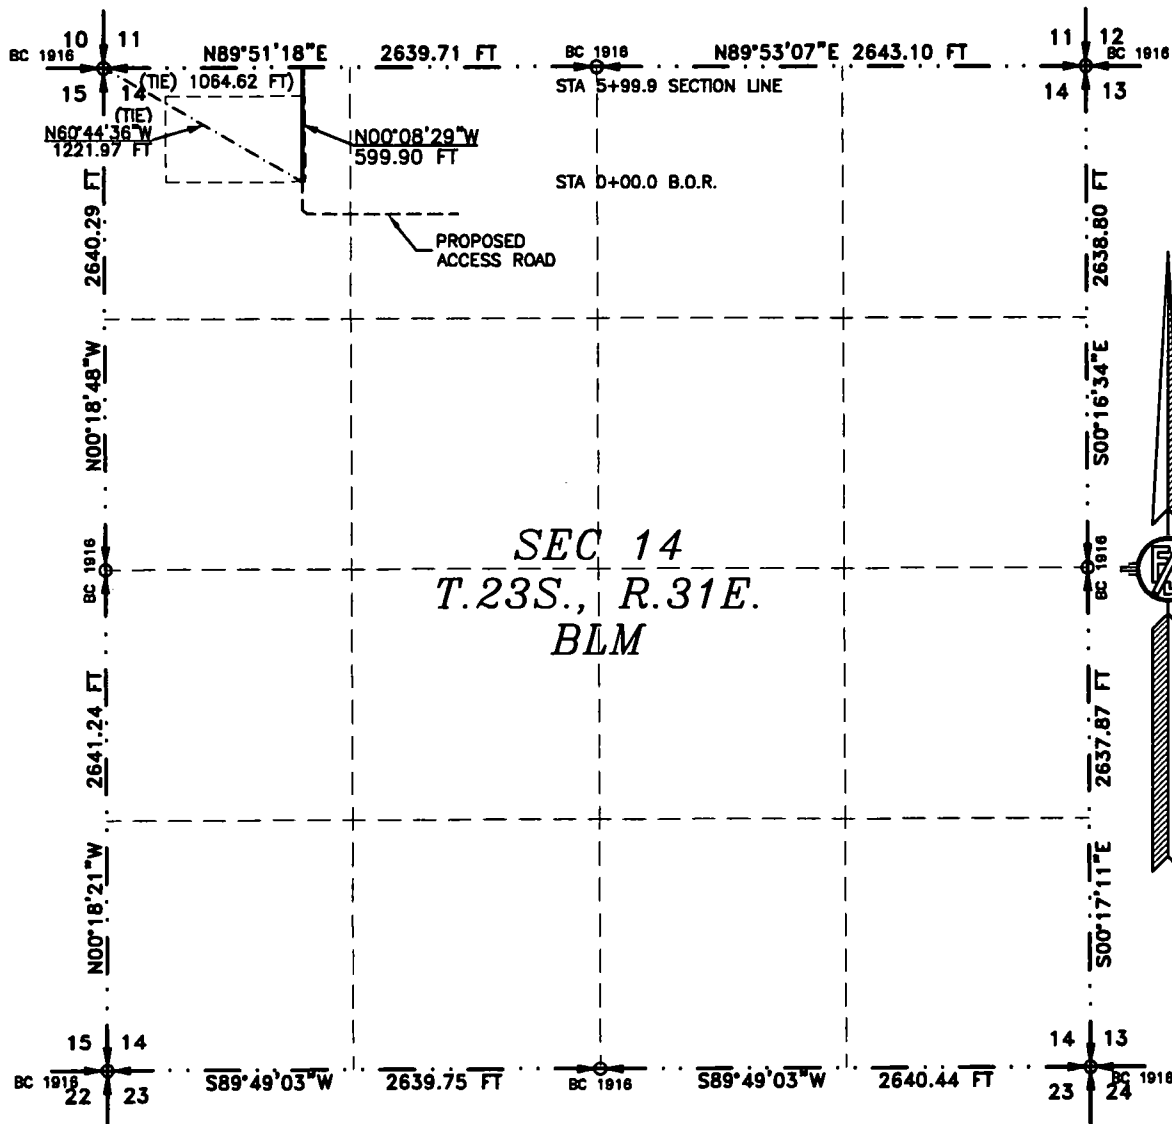 10 11 11 12
BC 1916 N89°51'18"E 2639.71 FT BC 1916 N89°53'07"E 2643.10 FT BC 1916
15 14 14 13
(TIE) 1064.62 FT)
STA 5+99.9 SECTION LINE
(TIE)
N60°44'36"W
1221.97 FT
N00°08'29"W
599.90 FT
STA 0+00.0 B.O.R.
PROPOSED
ACCESS ROAD
2640.29 FT
N00°18'48"W
2638.80 FT
S00°16'34"E
BC 1916
BC 1916
SEC 14
T.23S., R.31E.
BLM
2641.24 FT
N00°18'21"W
2637.87 FT
S00°17'11"E
15 14 14 13
BC 1916 S89°49'03"W 2639.75 FT BC 1916 S89°49'03"W 2640.44 FT BC 1916
22 23 23 24